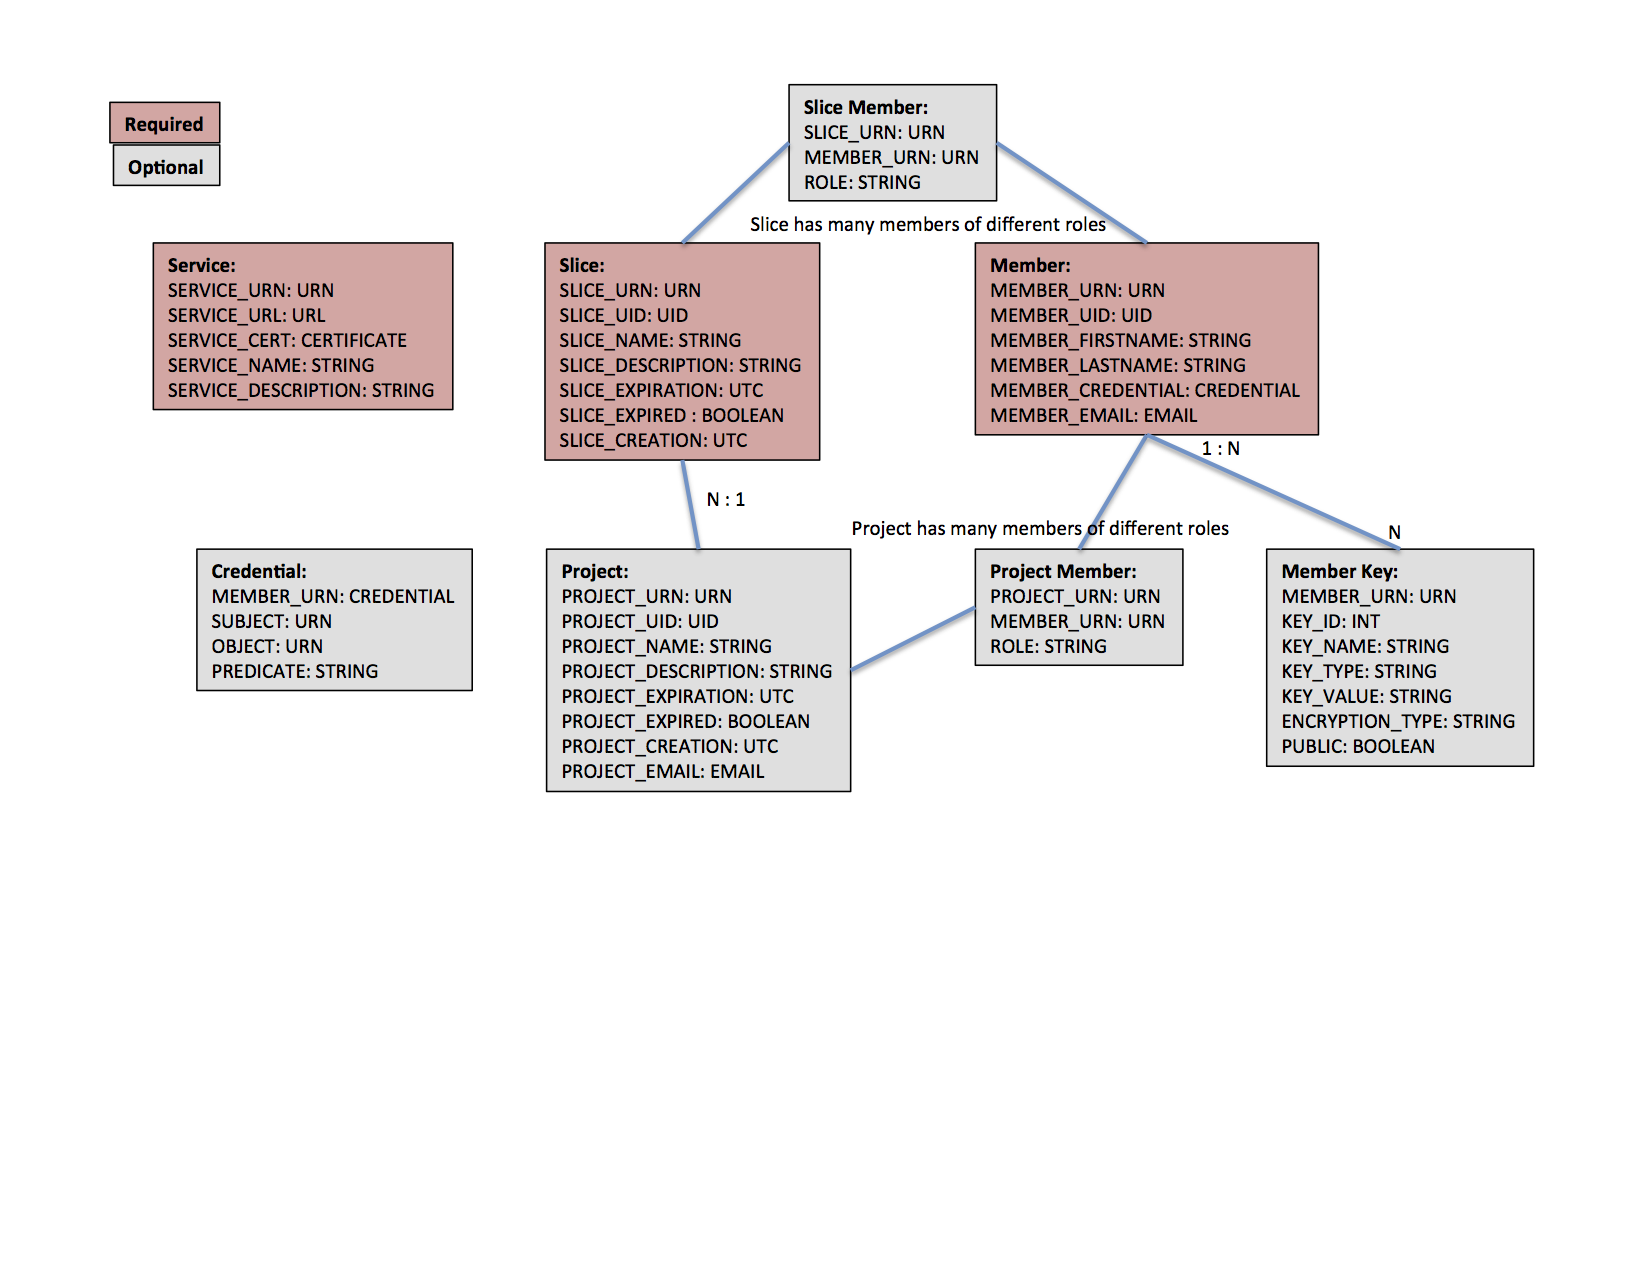 Required
Optional
Slice Member:
SLICE_URN: URN
MEMBER_URN: URN
ROLE: STRING
Slice has many members of different roles
Service:
SERVICE_URN: URN
SERVICE_URL: URL
SERVICE_CERT: CERTIFICATE
SERVICE_NAME: STRING
SERVICE_DESCRIPTION: STRING
Slice:
SLICE_URN: URN
SLICE_UID: UID
SLICE_NAME: STRING
SLICE_DESCRIPTION: STRING
SLICE_EXPIRATION: UTC
SLICE_EXPIRED : BOOLEAN
SLICE_CREATION: UTC
Member:
MEMBER_URN: URN
MEMBER_UID: UID
MEMBER_FIRSTNAME: STRING
MEMBER_LASTNAME: STRING
MEMBER_CREDENTIAL: CREDENTIAL
MEMBER_EMAIL: EMAIL
1 : N
N : 1
Project has many members of different roles
N
Credential:
MEMBER_URN: CREDENTIAL
SUBJECT: URN
OBJECT: URN
PREDICATE: STRING
Project:
PROJECT_URN: URN
PROJECT_UID: UID
PROJECT_NAME: STRING
PROJECT_DESCRIPTION: STRING
PROJECT_EXPIRATION: UTC
PROJECT_EXPIRED: BOOLEAN
PROJECT_CREATION: UTC
PROJECT_EMAIL: EMAIL
Project Member:
PROJECT_URN: URN
MEMBER_URN: URN
ROLE: STRING
Member Key:
MEMBER_URN: URN
KEY_ID: INT
KEY_NAME: STRING
KEY_TYPE: STRING
KEY_VALUE: STRING
ENCRYPTION_TYPE: STRING
PUBLIC: BOOLEAN